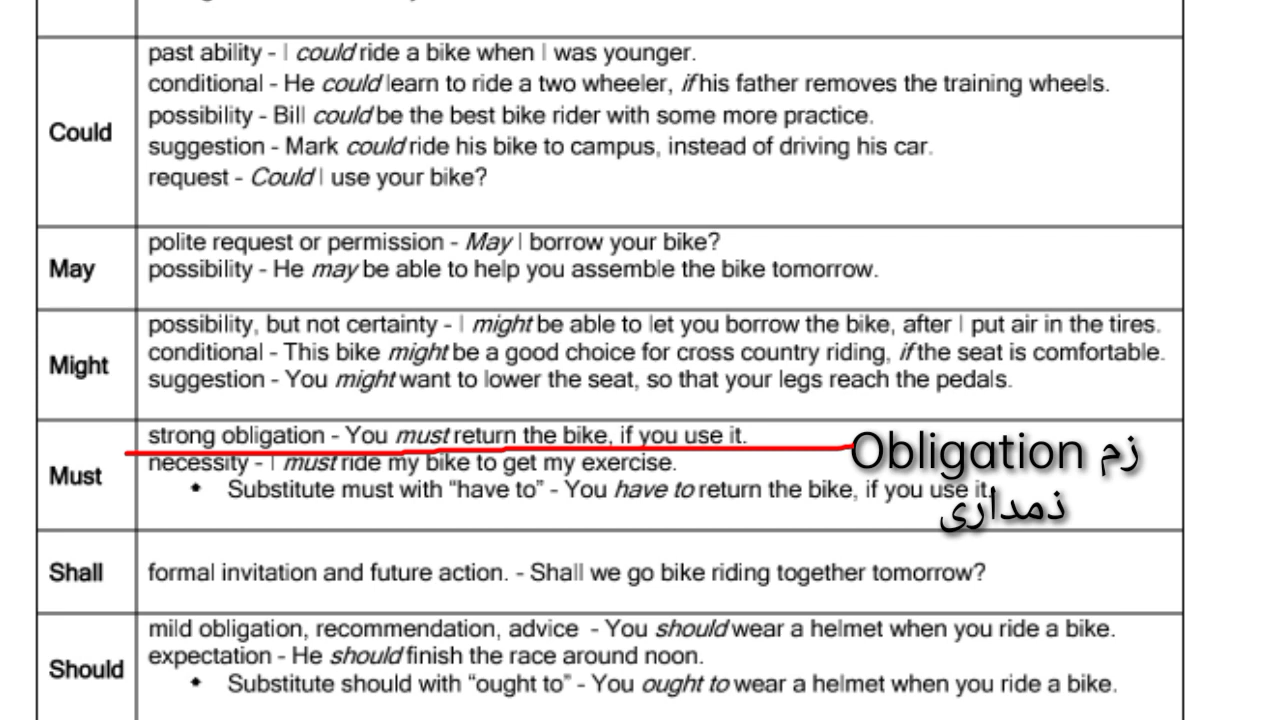 Could
past ability - I could ride a bike when I was younger.
conditional - He could learn to ride a two wheeler, if his father removes the training wheels.
possibility - Bill could be the best bike rider with some more practice.
suggestion - Mark could ride his bike to campus, instead of driving his car.
request - Could I use your bike?
May
polite request or permission - May I borrow your bike?
possibility - He may be able to help you assemble the bike tomorrow.
Might
possibility, but not certainty - I might be able to let you borrow the bike, after I put air in the tires.
conditional - This bike might be a good choice for cross country riding, if the seat is comfortable.
suggestion - You might want to lower the seat, so that your legs reach the pedals.
Must
strong obligation - You must return the bike, if you use it.
necessity - I must ride my bike to get my exercise.
• Substitute must with “have to” - You have to return the bike, if you use it.
Obligation زم
ذمداری
Shall
formal invitation and future action. - Shall we go bike riding together tomorrow?
Should
mild obligation, recommendation, advice - You should wear a helmet when you ride a bike.
expectation - He should finish the race around noon.
• Substitute should with “ought to” - You ought to wear a helmet when you ride a bike.